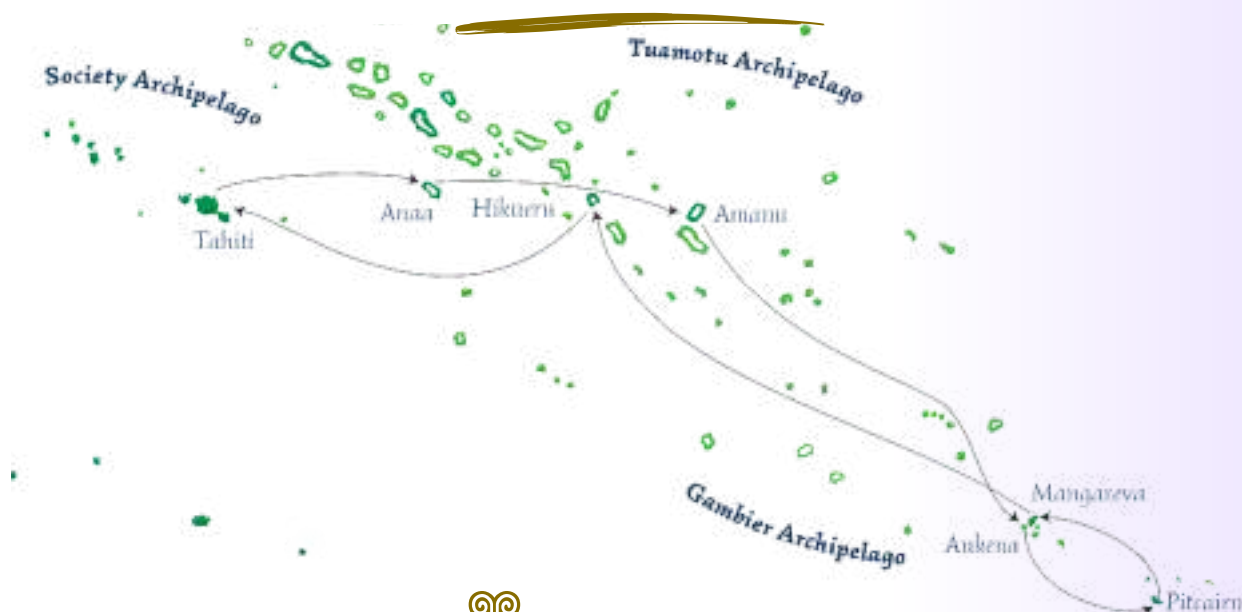 Tuamotu Archipelago
Society Archipelago
Anaa
Hikueru
Amanu
Tahiti
Mangareva
Gambier Archipelago
Aukena
Pitcairn